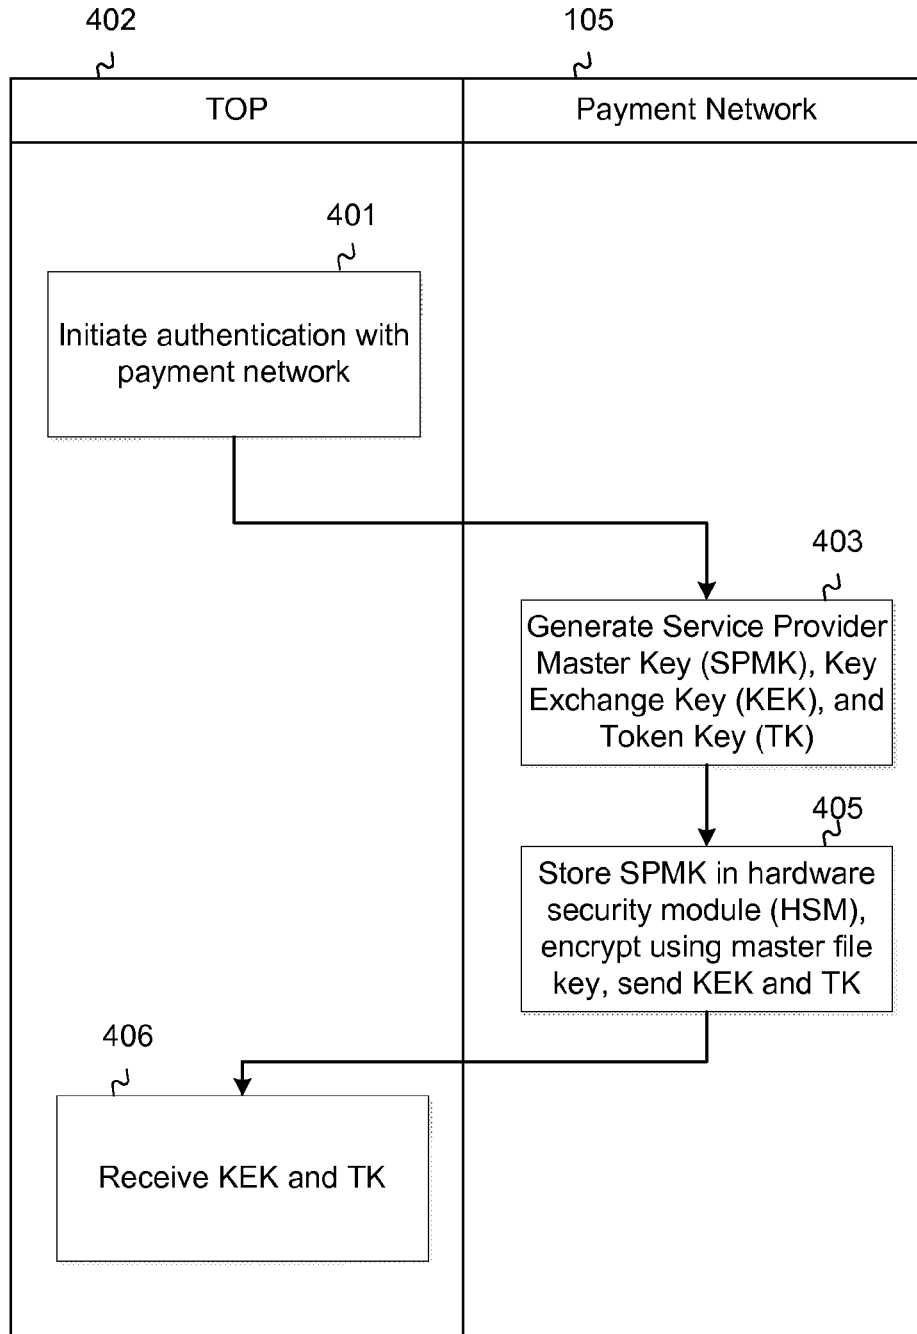 402
105
TOP
Payment Network
401
Initiate authentication with
payment network
403
Generate Service Provider
Master Key (SPMK), Key
Exchange Key (KEK), and
Token Key (TK)
405
Store SPMK in hardware
security module (HSM),
encrypt using master file
key, send KEK and TK
406
Receive KEK and TK